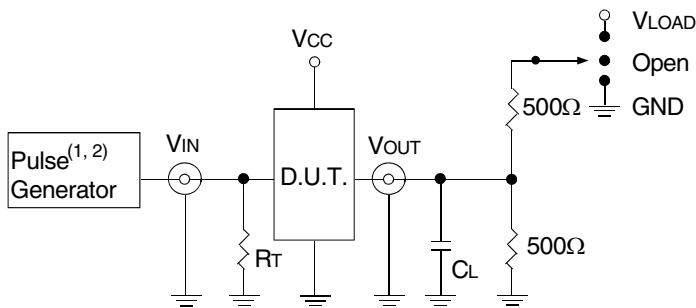 VLOAD
VCC
Open
500Ω
GND
Pulse(1, 2)
Generator
VIN
D.U.T.
VOUT
RT
CL
500Ω